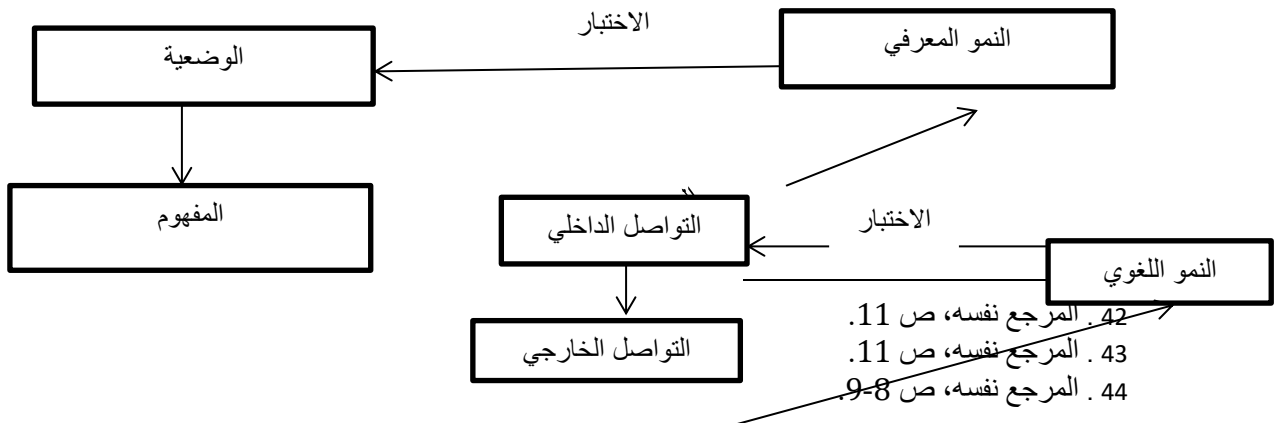 الاختبار
النمو المعرفي
الوضعية
المفهوم
التواصل الداخلي
الاختبار
النمو اللغوي
التواصل الخارجي
42 . المرجع نفسه، ص 11.
43 . المرجع نفسه، ص 11.
44 . المرجع نفسه، ص 8-9.